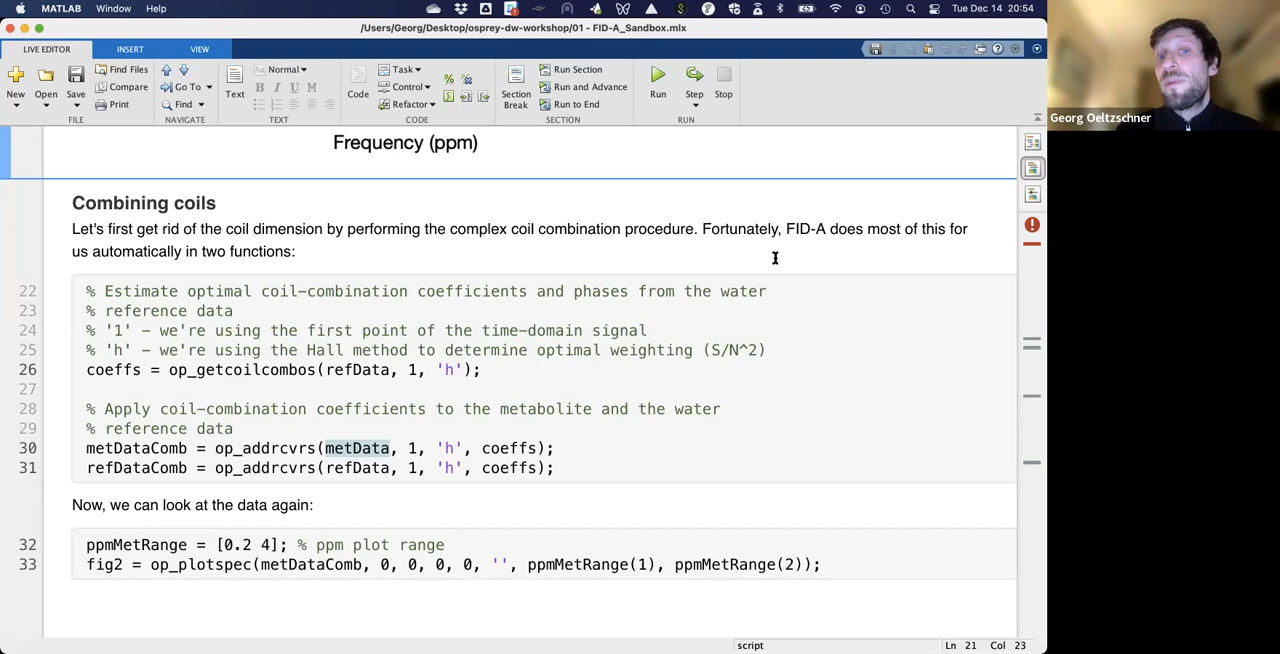 MATLAB Window Help Tue Dec 14 20:54
/Users/Georg/Desktop/osprey-dw-workshop/01 - FID-A_Sandbox.mlx
LIVE EDITOR INSERT VIEW
New Open Save Find Files Compare Print
FILE
Go To Find
NAVIGATE
Text Normal B I U M
TEXT
Code Task Control Refactor
CODE
Section Break Run Section Run and Advance Run to End
SECTION
Run Step Stop
RUN
Georg Oeltzschner
Frequency (ppm)
Combining coils
Let's first get rid of the coil dimension by performing the complex coil combination procedure. Fortunately, FID-A does most of this for
us automatically in two functions:
22 % Estimate optimal coil-combination coefficients and phases from the water
23 % reference data
24 % '1' - we're using the first point of the time-domain signal
25 % 'h' - we're using the Hall method to determine optimal weighting (S/N^2)
26 coeffs = op_getcoilcombos(refData, 1, 'h');
27
28 % Apply coil-combination coefficients to the metabolite and the water
29 % reference data
30 metDataComb = op_addrcvrs(metData, 1, 'h', coeffs);
31 refDataComb = op_addrcvrs(refData, 1, 'h', coeffs);
Now, we can look at the data again:
32 ppmMetRange = [0.2 4]; % ppm plot range
33 fig2 = op_plotspec(metDataComb, 0, 0, 0, 0, '', ppmMetRange(1), ppmMetRange(2));
script Ln 21 Col 23